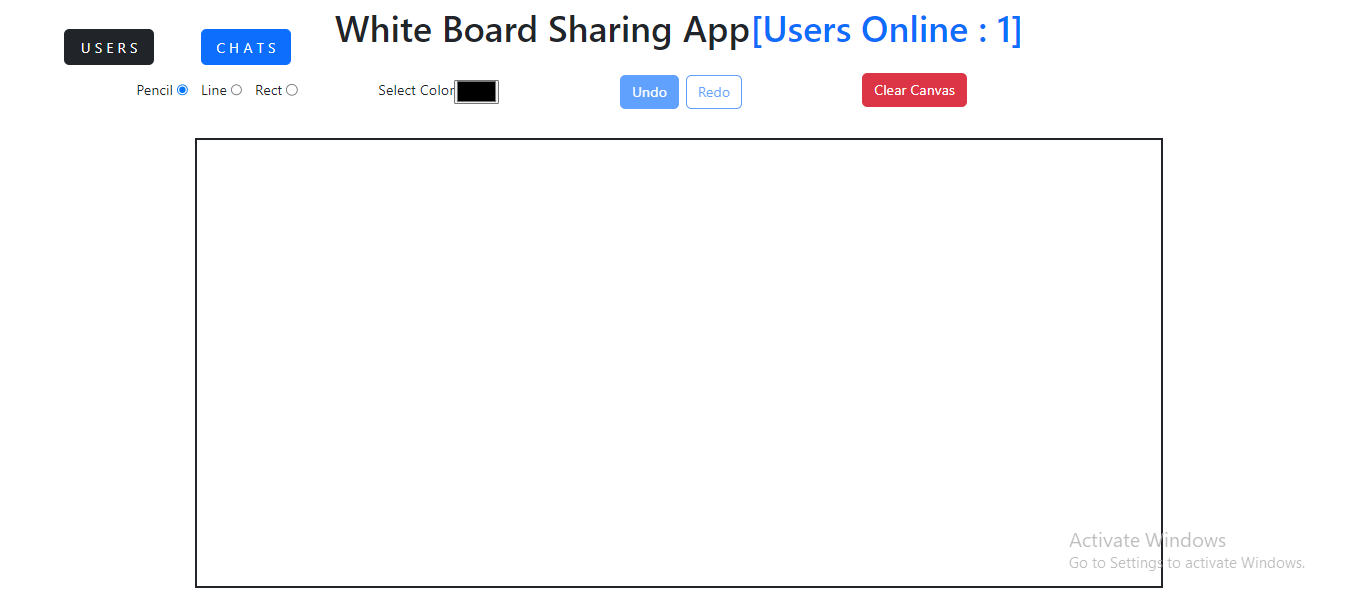 White Board Sharing App[Users Online : 1]
USERS CHATS
Pencil Line Rect Select Color Undo Redo Clear Canvas
Activate Windows
Go to Settings to activate Windows.